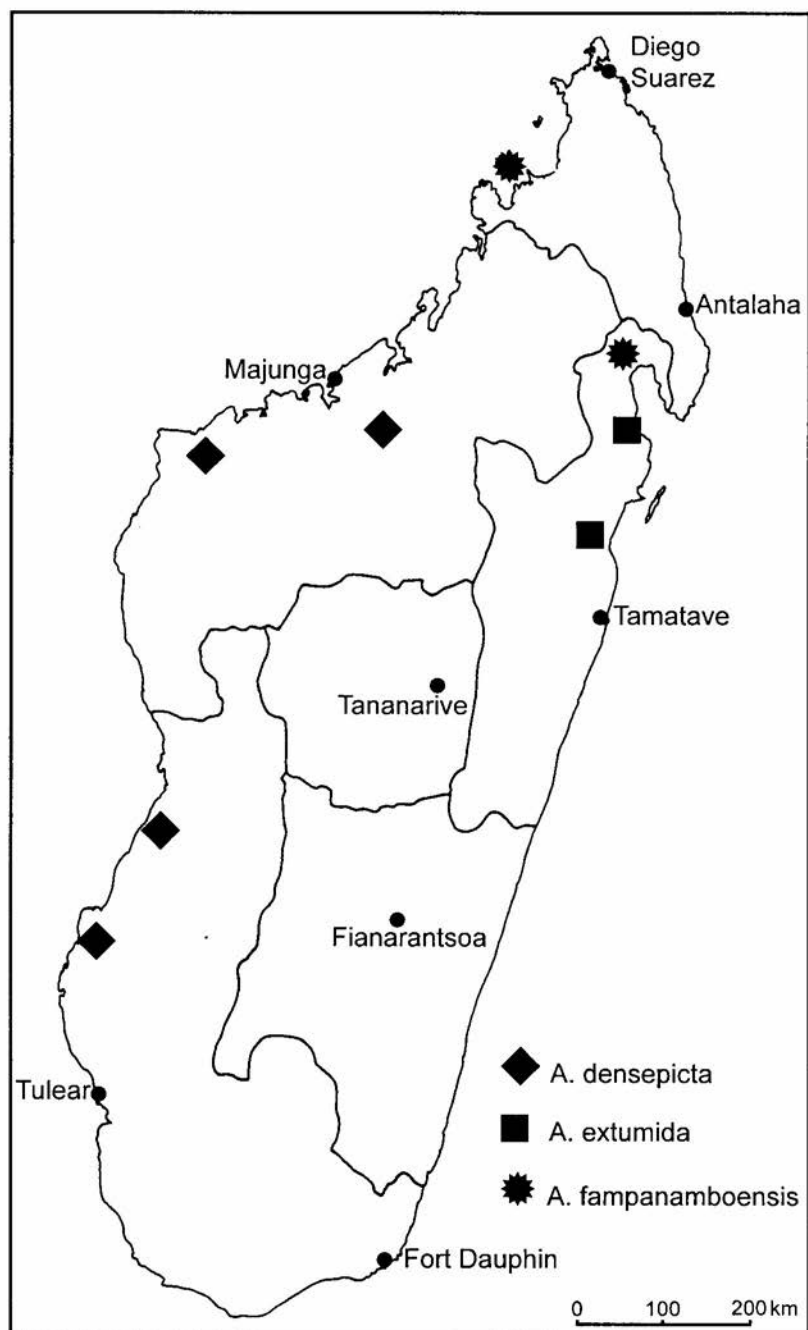 Diego
Suarez
Antalaha
Majunga
Tamatave
Tananarive
Fianarantsoa
A. densepicta
Tulear
A. extumida
A. fampanamboensis
Fort Dauphin
0 100 200 km